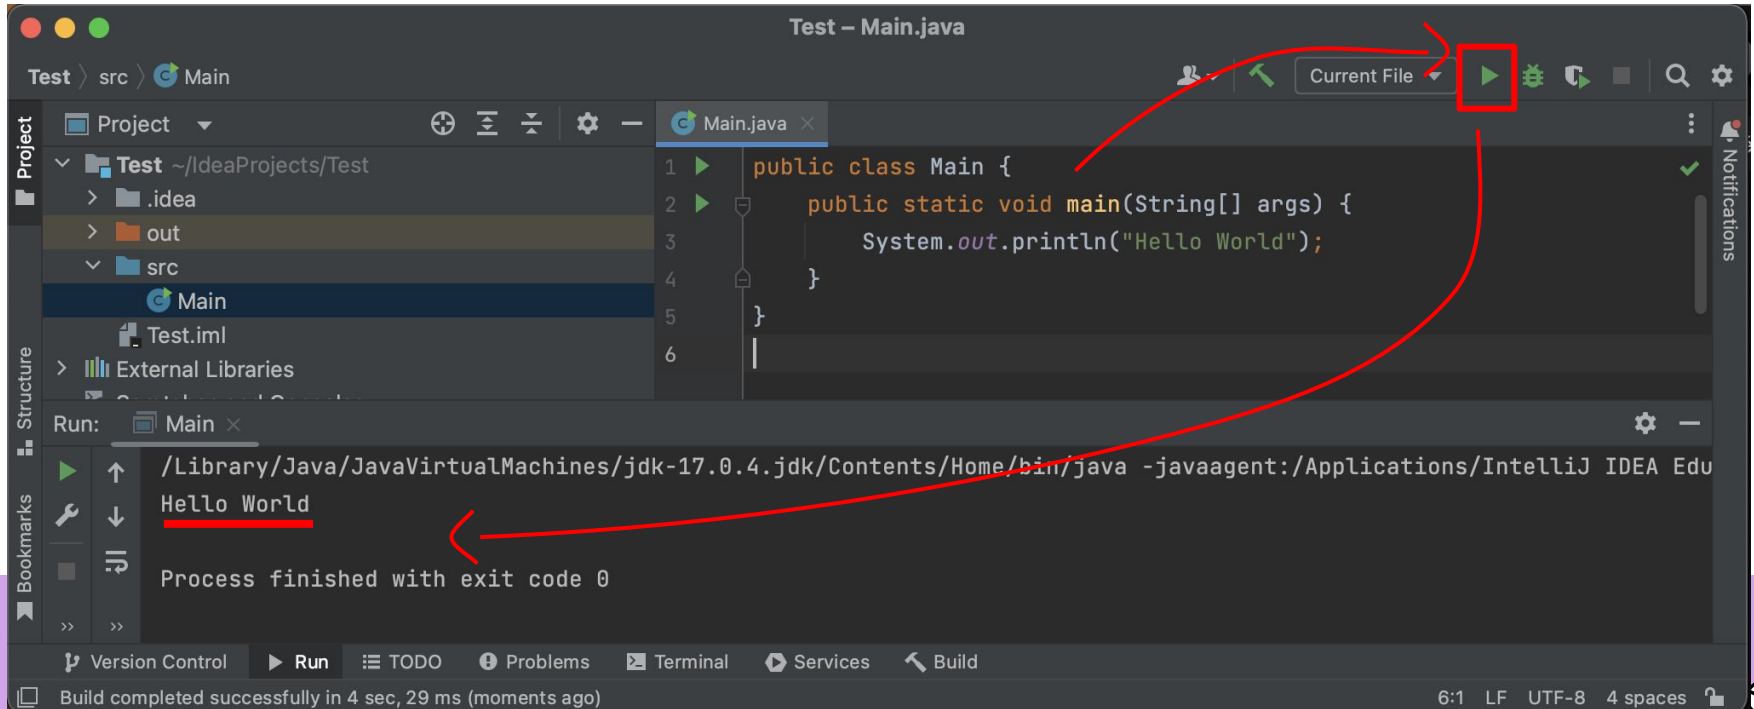 Test – Main.java
Test src Main
Current File
Project
Project
Main.java
Notifications
Test ~/IdeaProjects/Test
.idea
out
src
Main
Test.iml
External Libraries
1 public class Main {
2 public static void main(String[] args) {
3 System.out.println("Hello World");
4 }
5 }
6
Structure
Bookmarks
Run: Main
/Library/Java/JavaVirtualMachines/jdk-17.0.4.jdk/Contents/Home/bin/java -javaagent:/Applications/IntelliJ IDEA Edu
Hello World
Process finished with exit code 0
Version Control Run TODO Problems Terminal Services Build
Build completed successfully in 4 sec, 29 ms (moments ago)
6:1 LF UTF-8 4 spaces